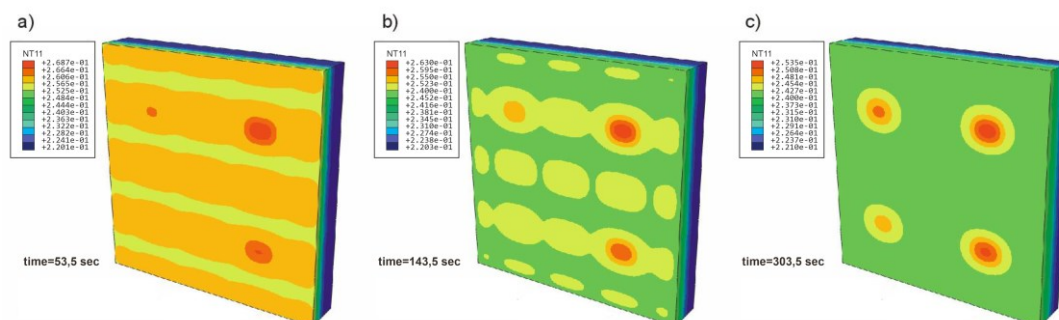 a)
NT11
+2.687e-01
+2.664e-01
+2.606e-01
+2.565e-01
+2.525e-01
+2.484e-01
+2.444e-01
+2.403e-01
+2.363e-01
+2.322e-01
+2.282e-01
+2.241e-01
+2.201e-01
time=53,5 sec
b)
NT11
+2.630e-01
+2.595e-01
+2.550e-01
+2.523e-01
+2.400e-01
+2.452e-01
+2.416e-01
+2.381e-01
+2.345e-01
+2.310e-01
+2.274e-01
+2.238e-01
+2.203e-01
time=143,5 sec
c)
NT11
+2.535e-01
+2.508e-01
+2.481e-01
+2.454e-01
+2.427e-01
+2.400e-01
+2.373e-01
+2.315e-01
+2.310e-01
+2.291e-01
+2.264e-01
+2.237e-01
+2.210e-01
time=303,5 sec